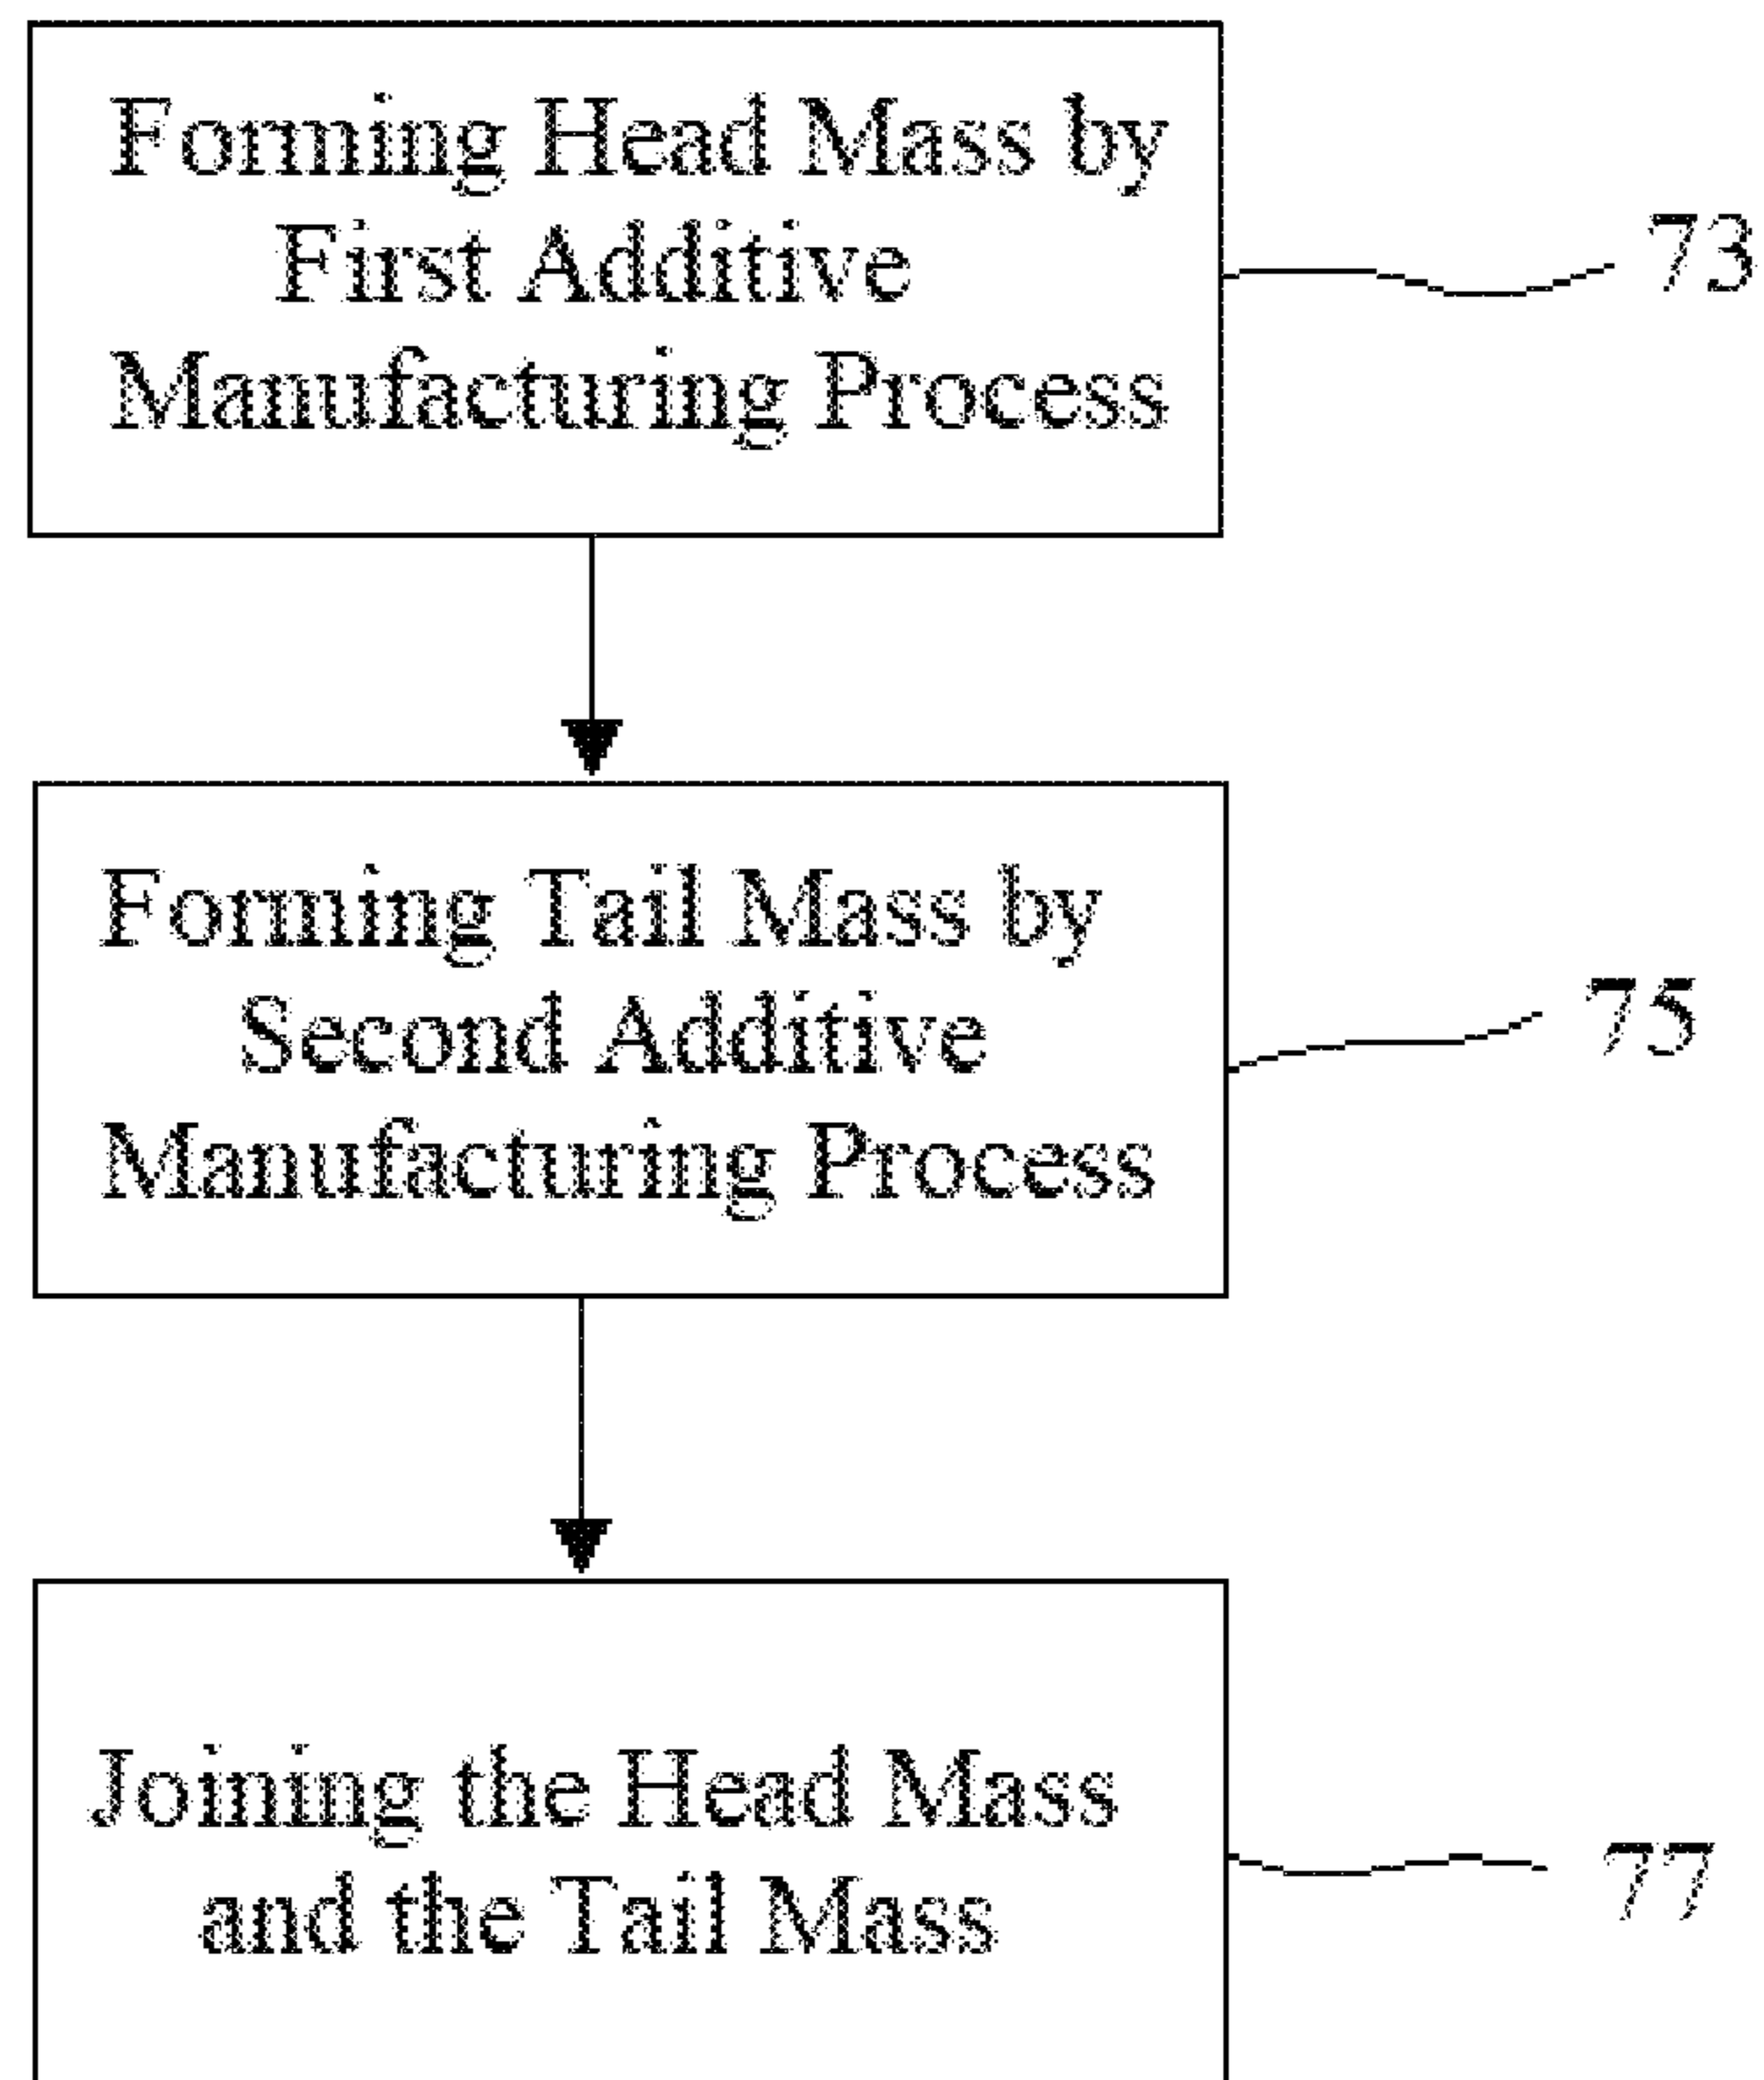 Forming Head Mass by
First Additive
Manufacturing Process
73
Forming Tail Mass by
Second Additive
Manufacturing Process
75
Joining the Head Mass
and the Tail Mass
77